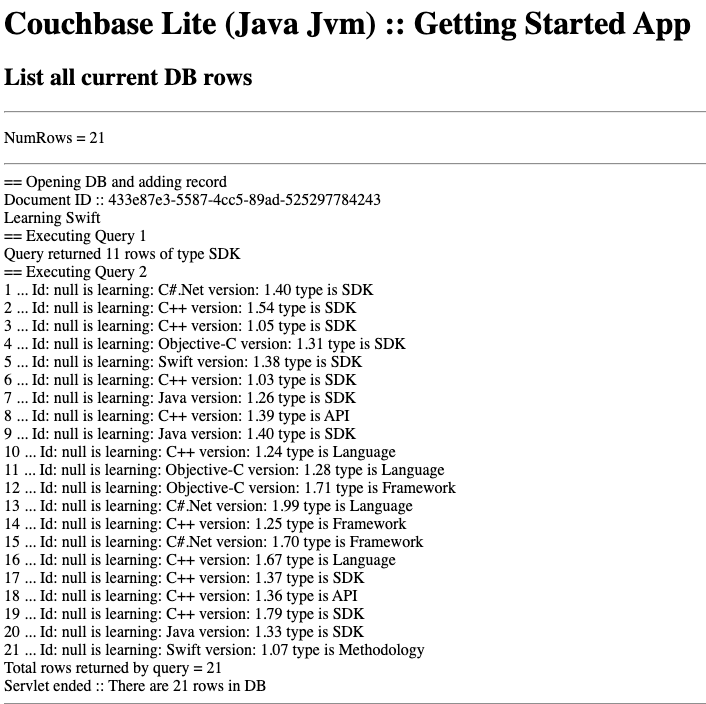 Couchbase Lite (Java Jvm) :: Getting Started App
List all current DB rows
NumRows = 21
== Opening DB and adding record
Document ID :: 433e87e3-5587-4cc5-89ad-525297784243
Learning Swift
== Executing Query 1
Query returned 11 rows of type SDK
== Executing Query 2
1 ... Id: null is learning: C#.Net version: 1.40 type is SDK
2 ... Id: null is learning: C++ version: 1.54 type is SDK
3 ... Id: null is learning: C++ version: 1.05 type is SDK
4 ... Id: null is learning: Objective-C version: 1.31 type is SDK
5 ... Id: null is learning: Swift version: 1.38 type is SDK
6 ... Id: null is learning: C++ version: 1.03 type is SDK
7 ... Id: null is learning: Java version: 1.26 type is SDK
8 ... Id: null is learning: C++ version: 1.39 type is API
9 ... Id: null is learning: Java version: 1.40 type is SDK
10 ... Id: null is learning: C++ version: 1.24 type is Language
11 ... Id: null is learning: Objective-C version: 1.28 type is Language
12 ... Id: null is learning: Objective-C version: 1.71 type is Framework
13 ... Id: null is learning: C#.Net version: 1.99 type is Language
14 ... Id: null is learning: C++ version: 1.25 type is Framework
15 ... Id: null is learning: C#.Net version: 1.70 type is Framework
16 ... Id: null is learning: C++ version: 1.67 type is Language
17 ... Id: null is learning: C++ version: 1.37 type is SDK
18 ... Id: null is learning: C++ version: 1.36 type is API
19 ... Id: null is learning: C++ version: 1.79 type is SDK
20 ... Id: null is learning: Java version: 1.33 type is SDK
21 ... Id: null is learning: Swift version: 1.07 type is Methodology
Total rows returned by query = 21
Servlet ended :: There are 21 rows in DB